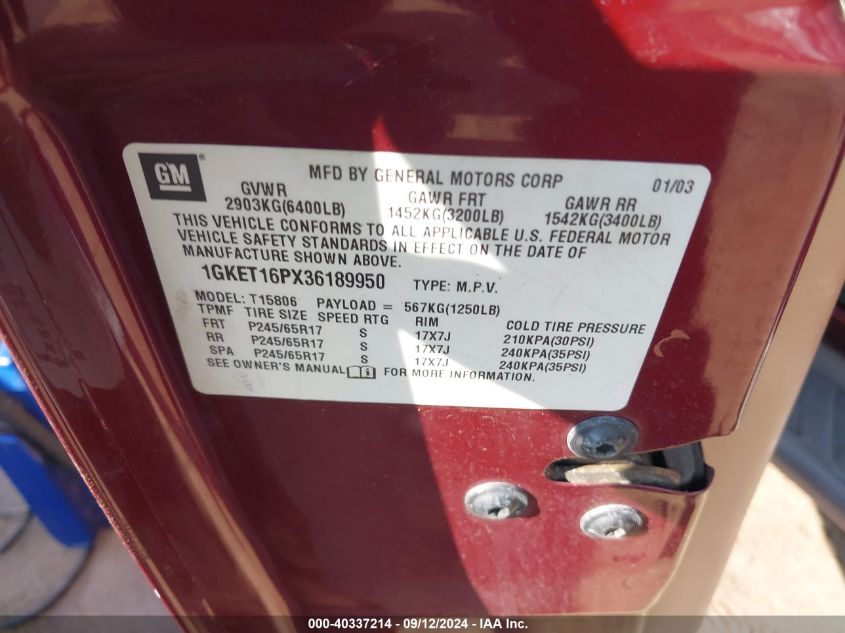 GM ®
MFD BY GENERAL MOTORS CORP 01/03
GVWR GAWR FRT GAWR RR
2903KG(6400LB) 1452KG(3200LB) 1542KG(3400LB)
THIS VEHICLE CONFORMS TO ALL APPLICABLE U.S. FEDERAL MOTOR
VEHICLE SAFETY STANDARDS IN EFFECT ON THE DATE OF
MANUFACTURE SHOWN ABOVE.
1GKET16PX36189950 TYPE: M.P.V.
MODEL: T15806 PAYLOAD = 567KG(1250LB)
TPMF TIRE SIZE SPEED RTG RIM COLD TIRE PRESSURE
FRT P245/65R17 S 17X7J 210KPA(30PSI)
RR P245/65R17 S 17X7J 240KPA(35PSI)
SPA P245/65R17 S 17X7J 240KPA(35PSI)
SEE OWNER'S MANUAL FOR MORE INFORMATION.
000-40337214 - 09/12/2024 - IAA Inc.